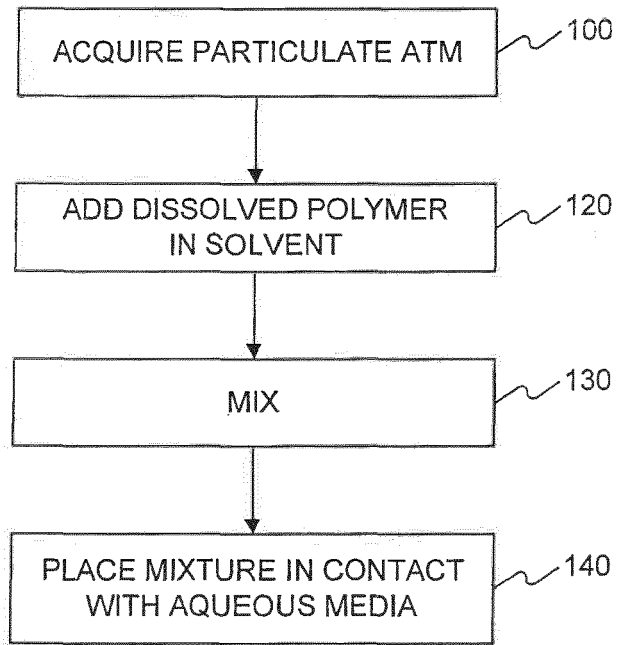 ACQUIRE PARTICULATE ATM
100
ADD DISSOLVED POLYMER
IN SOLVENT
120
MIX
130
PLACE MIXTURE IN CONTACT
WITH AQUEOUS MEDIA
140